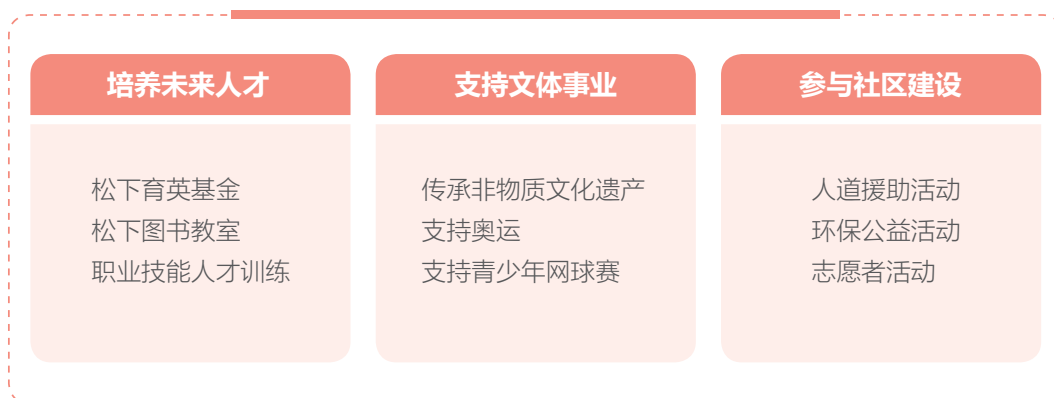 培养未来人才
松下育英基金
松下图书教室
职业技能人才训练
支持文体事业
传承非物质文化遗产
支持奥运
支持青少年网球赛
参与社区建设
人道援助活动
环保公益活动
志愿者活动